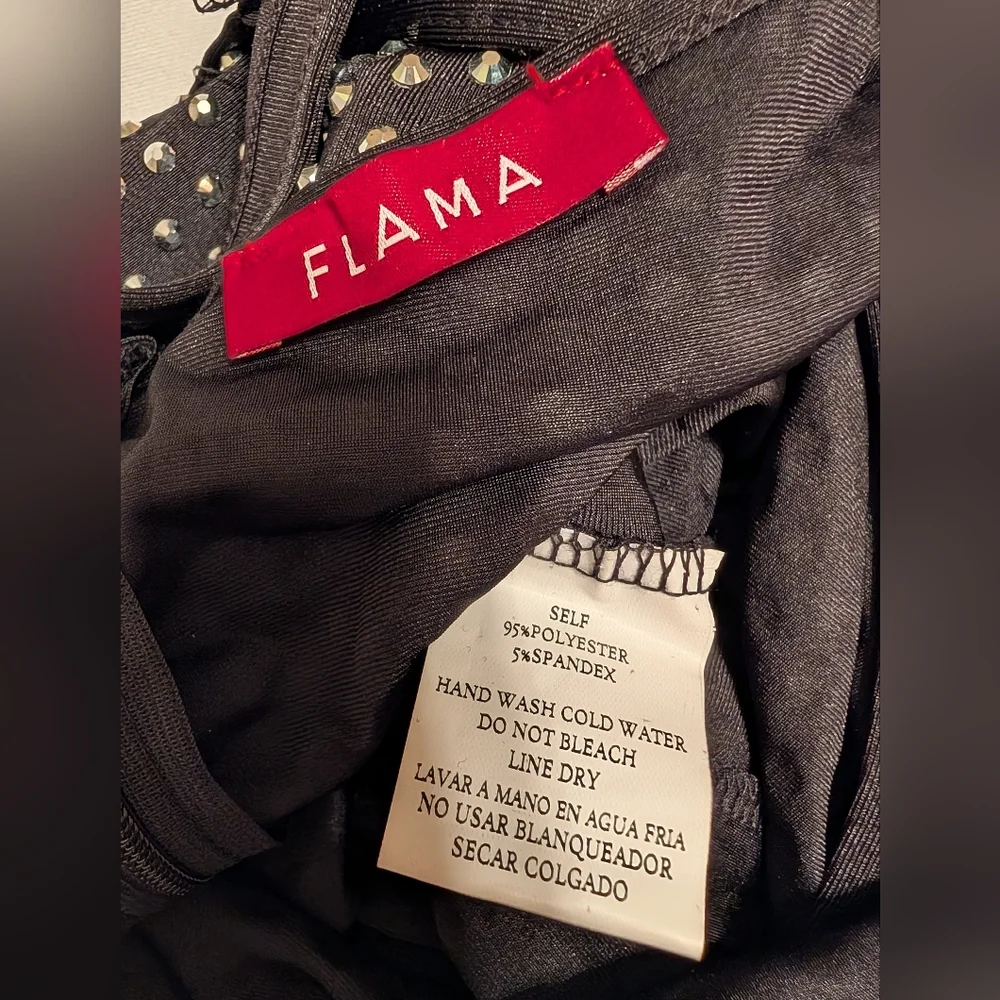 FLAMA
SELF
95%POLYESTER
5%SPANDEX
HAND WASH COLD WATER
DO NOT BLEACH
LINE DRY
LAVAR A MANO EN AGUA FRIA
NO USAR BLANQUEADOR
SECAR COLGADO